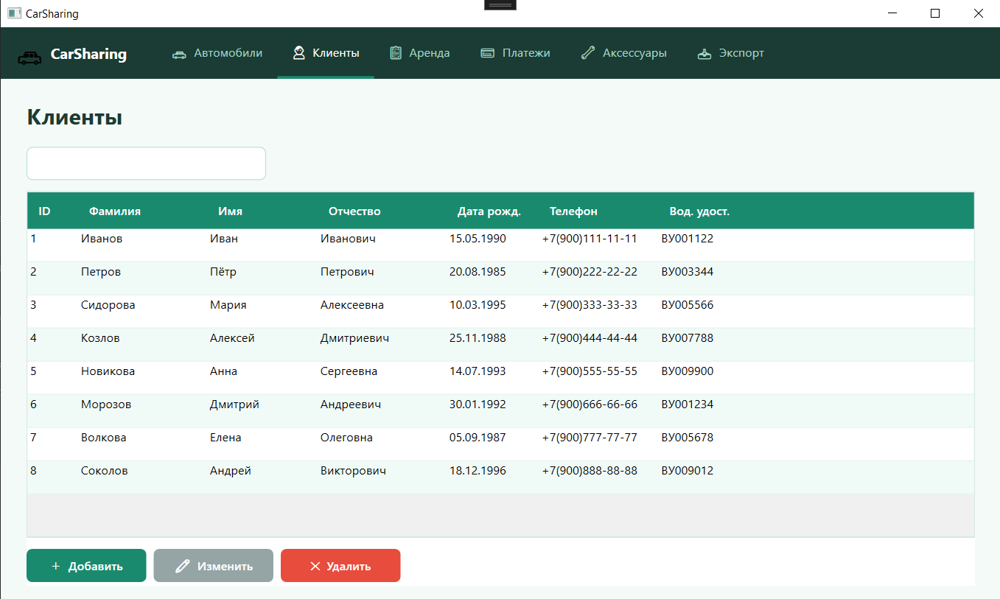 CarSharing
CarSharing Автомобили Клиенты Аренда Платежи Аксессуары Экспорт
Клиенты
ID Фамилия Имя Отчество Дата рожд. Телефон Вод. удост.
1 Иванов Иван Иванович 15.05.1990 +7(900)111-11-11 ВУ001122
2 Петров Пётр Петрович 20.08.1985 +7(900)222-22-22 ВУ003344
3 Сидорова Мария Алексеевна 10.03.1995 +7(900)333-33-33 ВУ005566
4 Козлов Алексей Дмитриевич 25.11.1988 +7(900)444-44-44 ВУ007788
5 Новикова Анна Сергеевна 14.07.1993 +7(900)555-55-55 ВУ009900
6 Морозов Дмитрий Андреевич 30.01.1992 +7(900)666-66-66 ВУ001234
7 Волкова Елена Олеговна 05.09.1987 +7(900)777-77-77 ВУ005678
8 Соколов Андрей Викторович 18.12.1996 +7(900)888-88-88 ВУ009012
+ Добавить Изменить Удалить